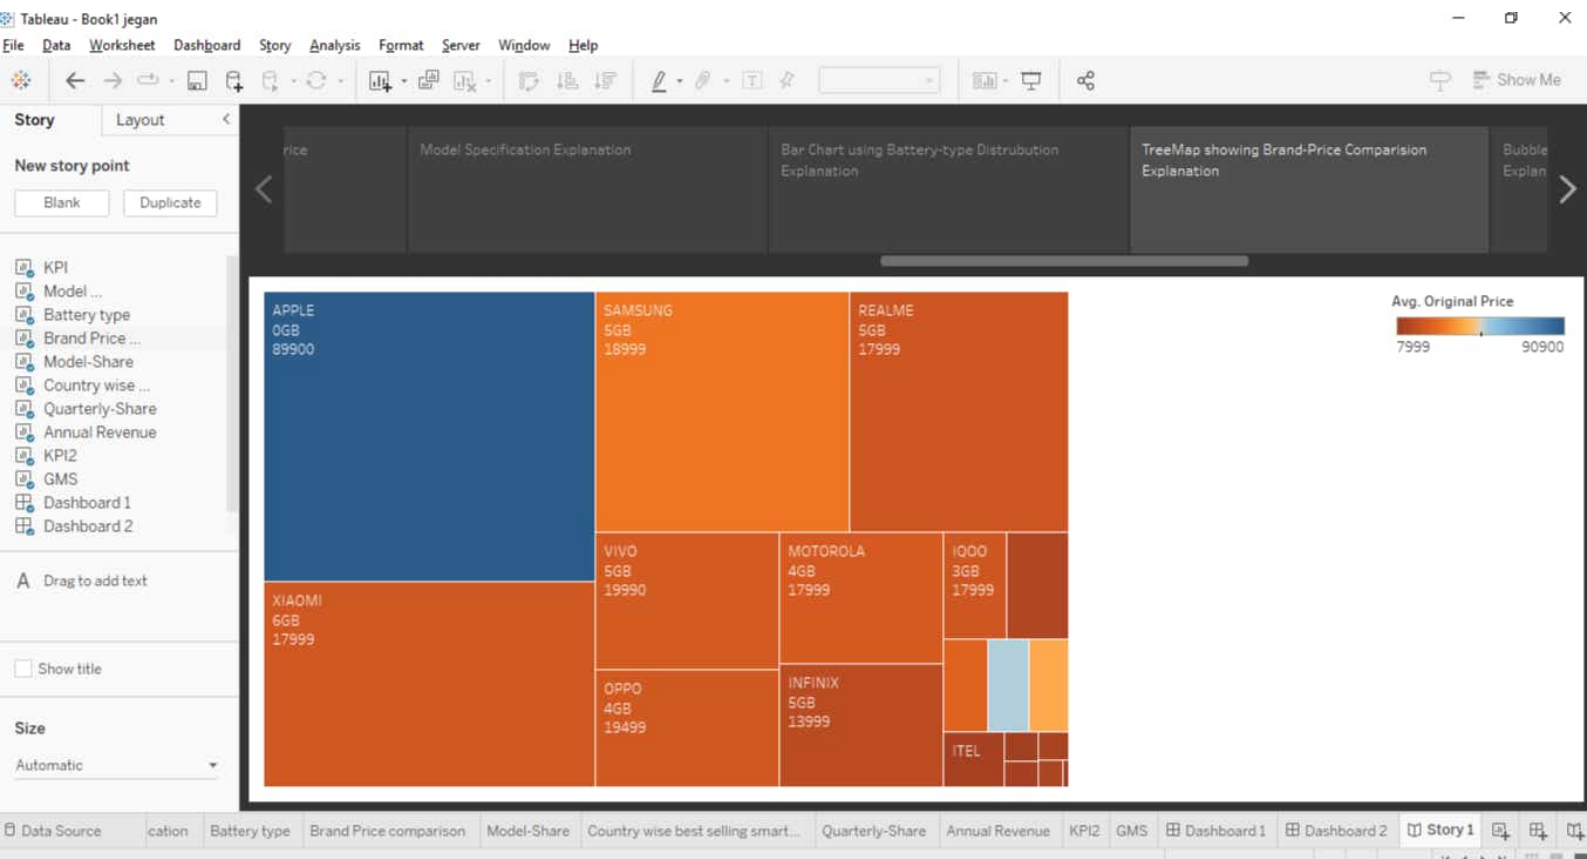 Tableau - Book1 jegan
File Data Worksheet Dashboard Story Analysis Format Server Window Help
Show Me
Story Layout
New story point
Blank Duplicate
KPI
Model ...
Battery type
Brand Price ...
Model-Share
Country wise ...
Quarterly-Share
Annual Revenue
KPI2
GMS
Dashboard 1
Dashboard 2
A Drag to add text
Show title
Size
Automatic
rice
Model Specification Explanation
Bar Chart using Battery-type Distrubution
Explanation
TreeMap showing Brand-Price Comparision
Explanation
Bubble
Explan
APPLE
0GB
89900
SAMSUNG
5GB
18999
REALME
5GB
17999
XIAOMI
6GB
17999
VIVO
5GB
19990
MOTOROLA
4GB
17999
IQOO
3GB
17999
OPPO
4GB
19499
INFINIX
5GB
13999
ITEL
Avg. Original Price
7999 90900
Data Source cation Battery type Brand Price comparison Model-Share Country wise best selling smart... Quarterly-Share Annual Revenue KPI2 GMS Dashboard 1 Dashboard 2 Story 1